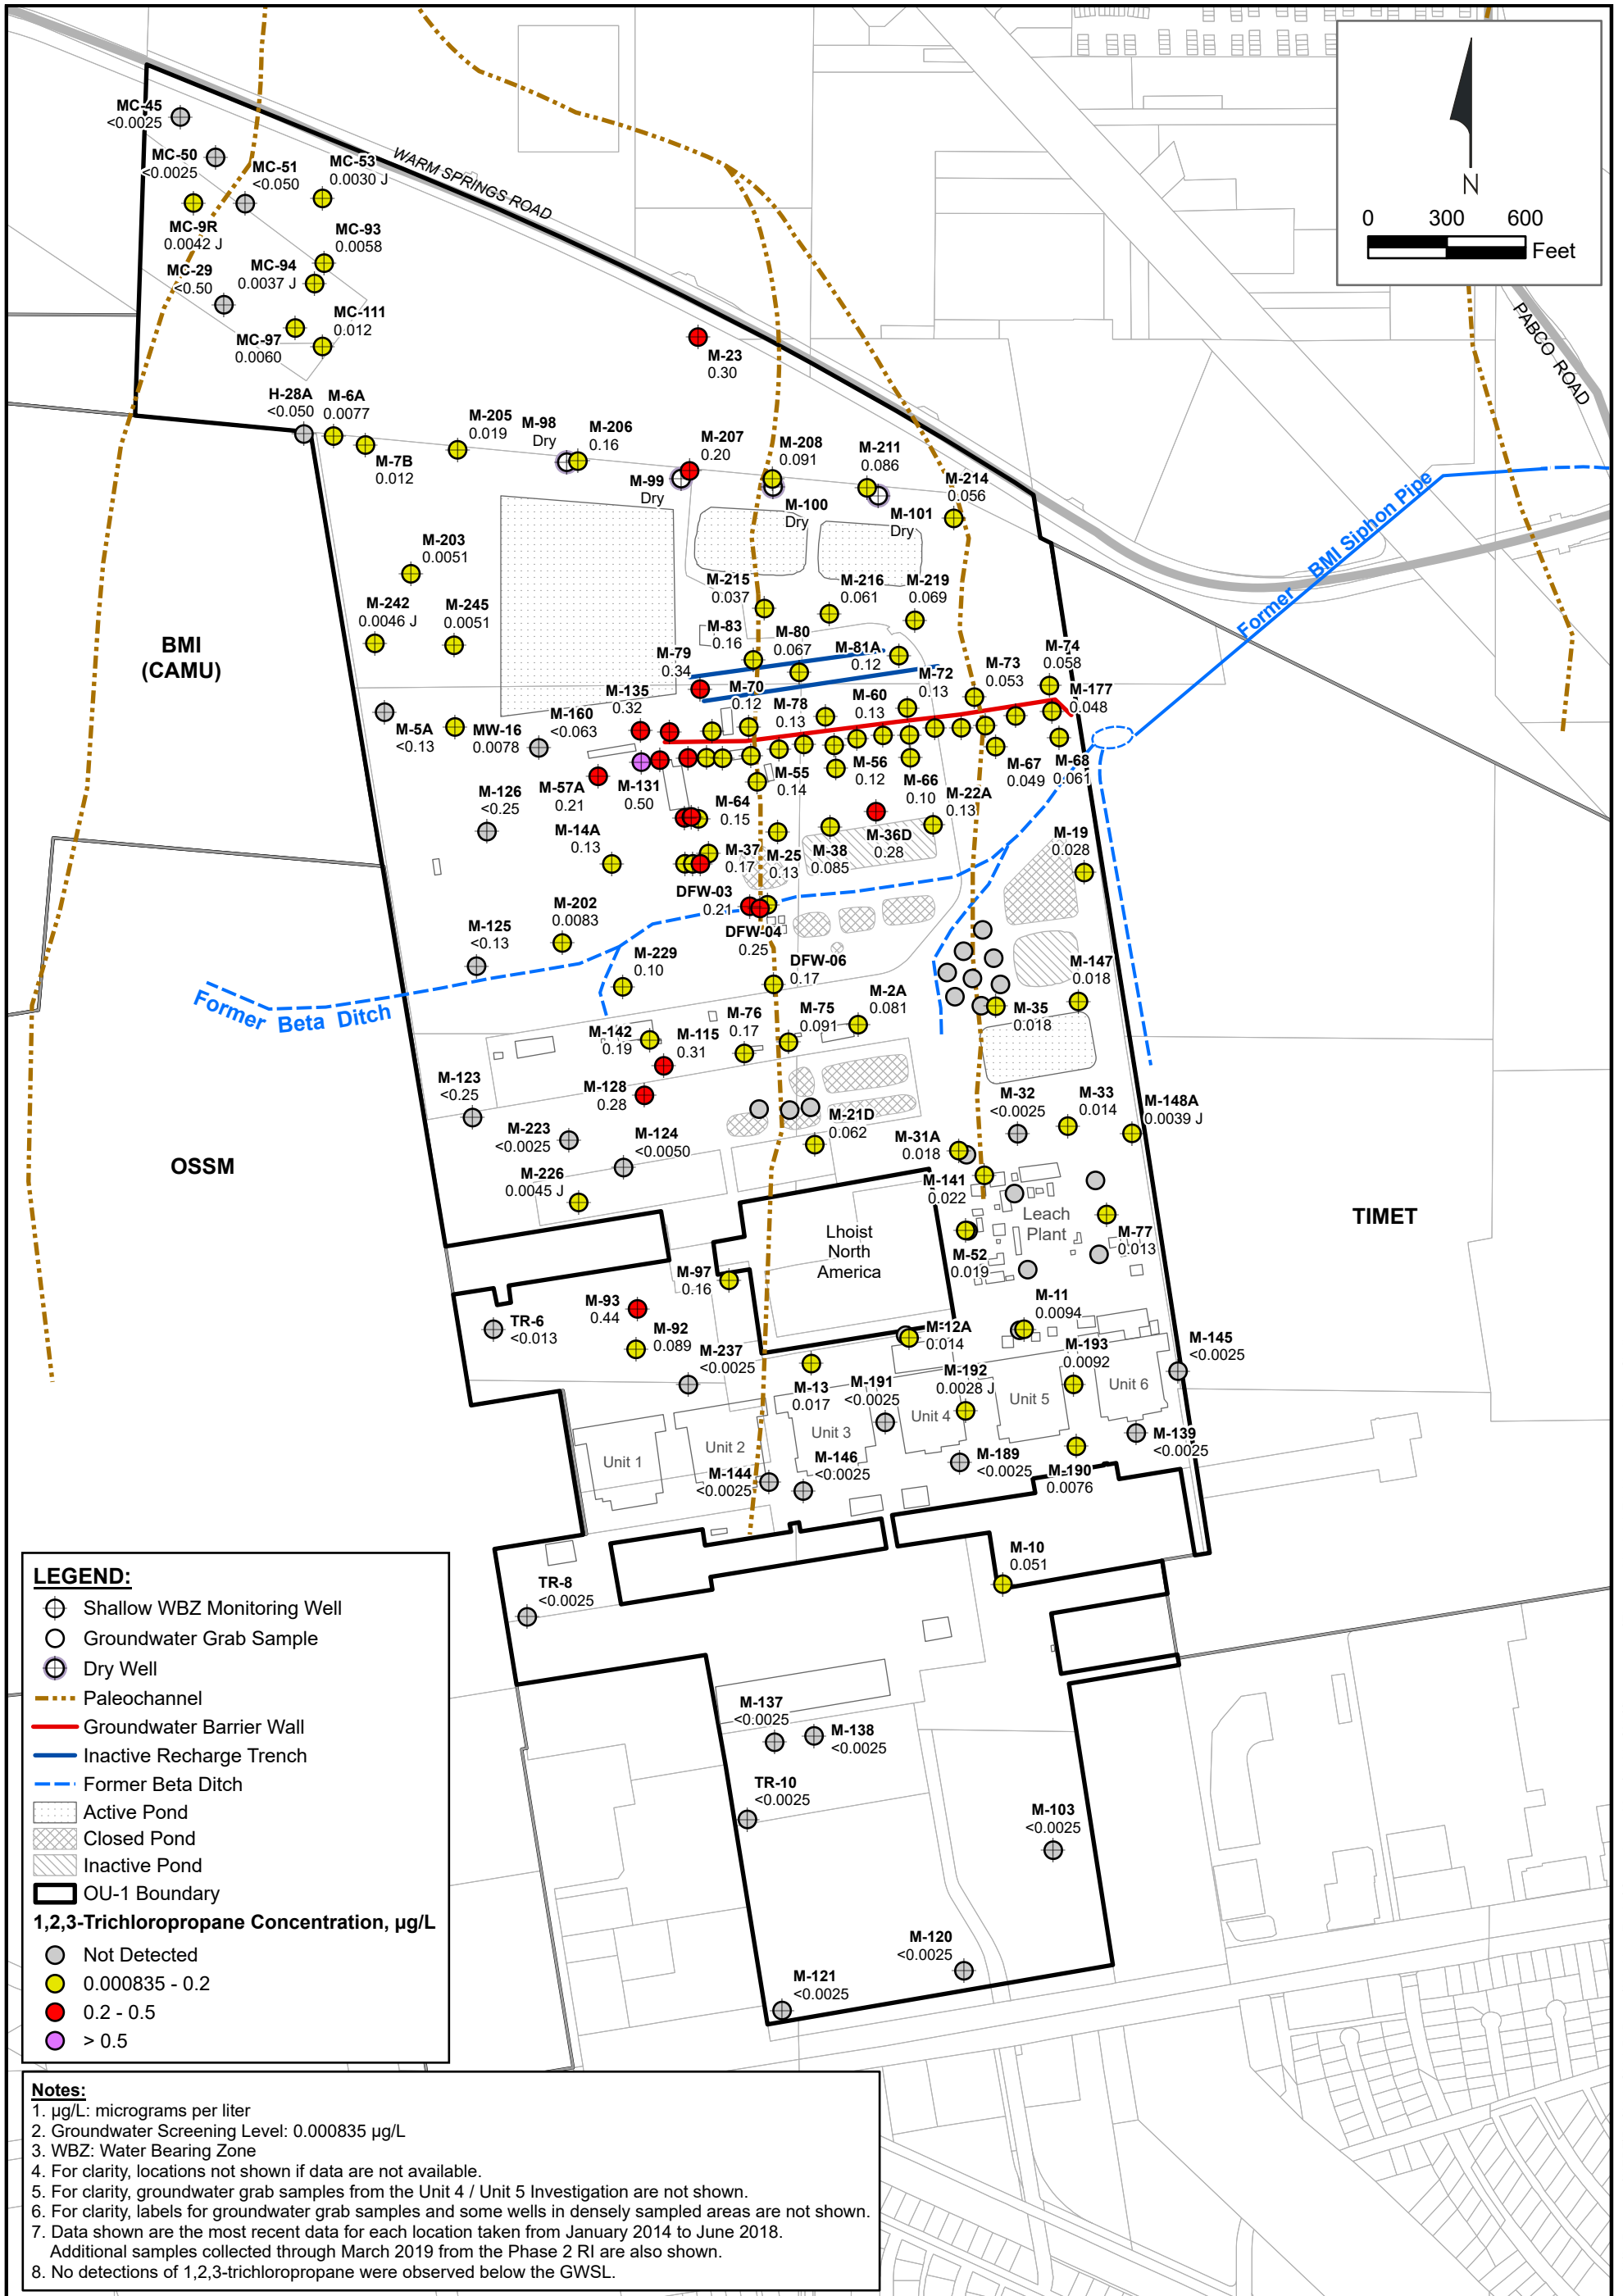 MC-45
<0.0025
MC-50
<0.0025
MC-51
<0.050
MC-53
0.0030 J
WARM SPRINGS ROAD
N
0 300 600
Feet
MC-9R
0.0042 J
MC-93
0.0058
MC-94
0.0037 J
MC-29
<0.50
MC-111
0.012
MC-97
0.0060
M-23
0.30
PABCO ROAD
H-28A
<0.050
M-6A
0.0077
M-7B
0.012
M-205
0.019
M-98
Dry
M-206
0.16
M-207
0.20
M-99
Dry
M-208
0.091
M-100
Dry
M-211
0.086
M-101
Dry
M-214
0.056
Former BMI Siphon Pipe
M-203
0.0051
M-242
0.0046 J
M-245
0.0051
M-215
0.037
M-216
0.061
M-219
0.069
BMI
(CAMU)
M-83
0.16
M-80
0.067
M-81A
0.12
M-79
0.34
M-74
0.058
M-73
0.053
M-72
0.13
M-177
0.048
M-135
0.32
M-70
0.12
M-78
0.13
M-60
0.13
M-5A
<0.13
MW-16
0.0078
M-160
<0.063
M-57A
0.21
M-131
0.50
M-55
0.14
M-56
0.12
M-66
0.10
M-67
0.049
M-68
0.061
M-126
<0.25
M-64
0.15
M-22A
0.13
M-14A
0.13
M-37
0.17
M-25
0.13
M-38
0.085
M-36D
0.28
M-19
0.028
DFW-03
0.21
DFW-04
0.25
M-202
0.0083
M-125
<0.13
M-229
0.10
DFW-06
0.17
M-147
0.018
Former Beta Ditch
M-35
0.018
M-2A
0.081
M-75
0.091
M-76
0.17
M-142
0.19
M-115
0.31
M-123
<0.25
M-128
0.28
M-223
<0.0025
M-124
<0.0050
M-21D
0.062
M-32
<0.0025
M-33
0.014
M-148A
0.0039 J
M-31A
0.018
OSSM
M-226
0.0045 J
M-141
0.022
Leach
Plant
TIMET
Lhoist
North
America
M-52
0.019
M-77
0.013
M-97
0.16
M-93
0.44
TR-6
<0.013
M-92
0.089
M-237
<0.0025
M-12A
0.014
M-11
0.0094
M-193
0.0092
M-145
<0.0025
M-13
0.017
M-191
<0.0025
M-192
0.0028 J
Unit 1
Unit 2
Unit 3
Unit 4
Unit 5
Unit 6
M-139
<0.0025
M-144
<0.0025
M-146
<0.0025
M-189
<0.0025
M-190
0.0076
M-10
0.051
TR-8
<0.0025
M-137
<0.0025
M-138
<0.0025
TR-10
<0.0025
M-103
<0.0025
M-120
<0.0025
M-121
<0.0025
LEGEND:
Shallow WBZ Monitoring Well
Groundwater Grab Sample
Dry Well
Paleochannel
Groundwater Barrier Wall
Inactive Recharge Trench
Former Beta Ditch
Active Pond
Closed Pond
Inactive Pond
OU-1 Boundary
1,2,3-Trichloropropane Concentration, µg/L
Not Detected
0.000835 - 0.2
0.2 - 0.5
> 0.5
Notes:
1. µg/L: micrograms per liter
2. Groundwater Screening Level: 0.000835 µg/L
3. WBZ: Water Bearing Zone
4. For clarity, locations not shown if data are not available.
5. For clarity, groundwater grab samples from the Unit 4 / Unit 5 Investigation are not shown.
6. For clarity, labels for groundwater grab samples and some wells in densely sampled areas are not shown.
7. Data shown are the most recent data for each location taken from January 2014 to June 2018.
Additional samples collected through March 2019 from the Phase 2 RI are also shown.
8. No detections of 1,2,3-trichloropropane were observed below the GWSL.